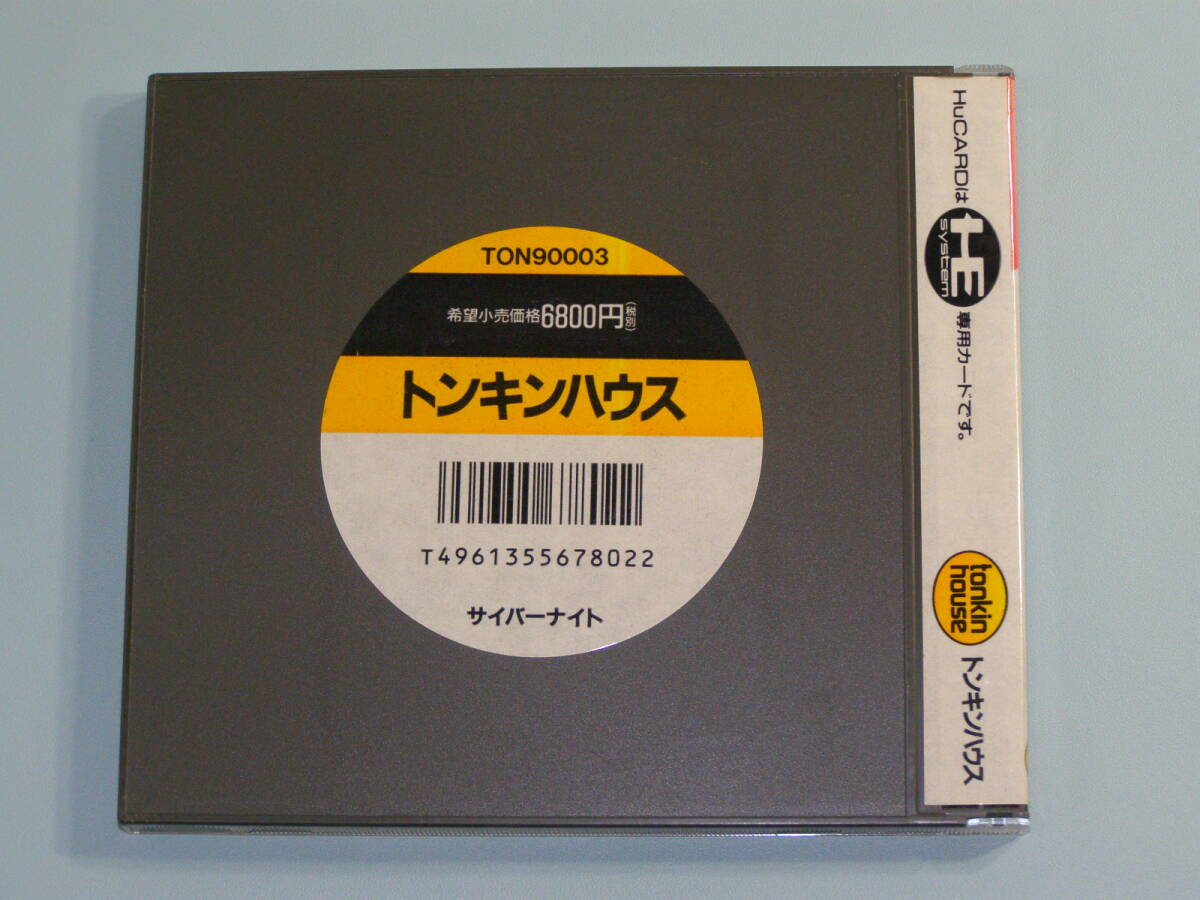 TON90003
希望小売価格6800円(税別)
トンキンハウス
T4961355678022
サイバーナイト
HuCARDは
HE
system
専用カードです。
tonkin
house
トンキンハウス